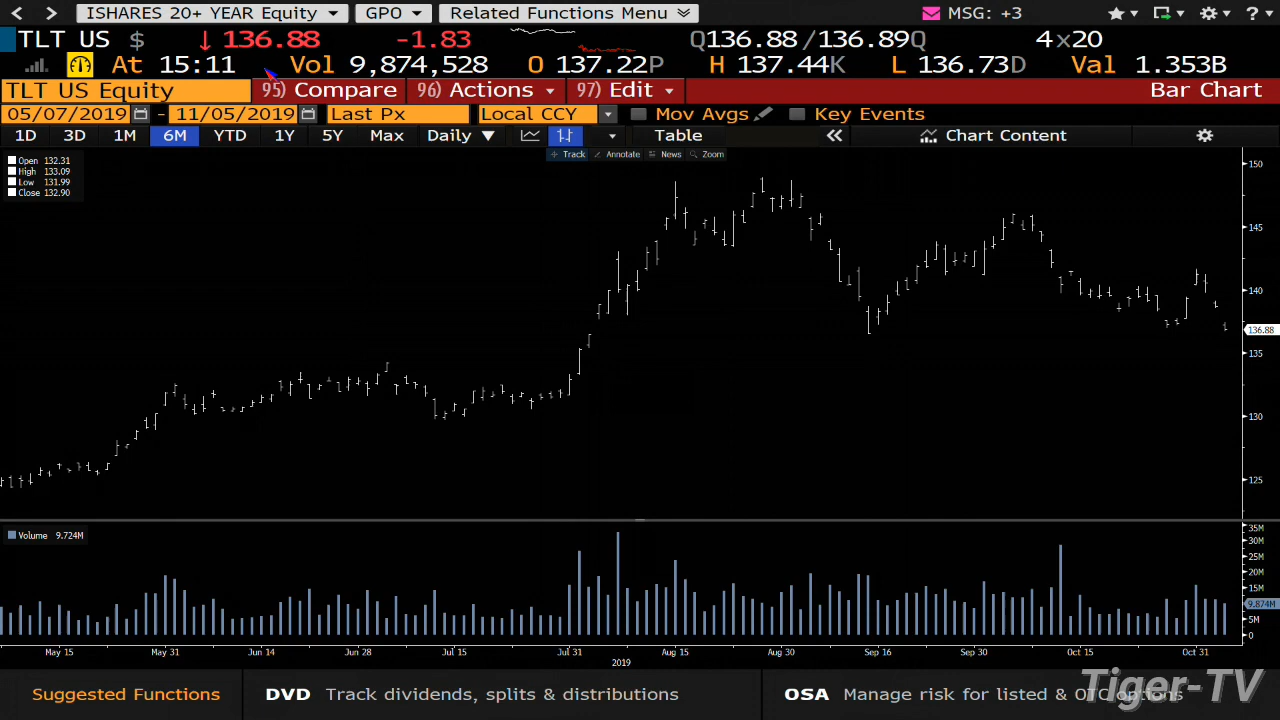 ISHARES 20+ YEAR Equity GPO Related Functions Menu MSG: +3 ?
TLT US $ ↓136.88 -1.83 Q136.88/136.89Q 4x20
At 15:11 Vol 9,874,528 O 137.22P H 137.44K L 136.73D Val 1.353B
TLT US Equity 95) Compare 96) Actions 97) Edit Bar Chart
05/07/2019 - 11/05/2019 Last Px Local CCY Mov Avgs Key Events
1D 3D 1M 6M YTD 1Y 5Y Max Daily ▼ Table Chart Content
Track Annotate News Zoom
Open 132.31
High 133.09
Low 131.99
Close 132.90
150
145
140
136.88
135
130
125
Volume 9.724M
35M
30M
25M
20M
15M
9.874M
5M
0
May 15 May 31 Jun 14 Jun 28 Jul 15 Jul 31 Aug 15 Aug 30 Sep 16 Sep 30 Oct 15 Oct 31
2019
Suggested Functions DVD Track dividends, splits & distributions OSA Manage risk for listed & OTC options
Tiger-TV